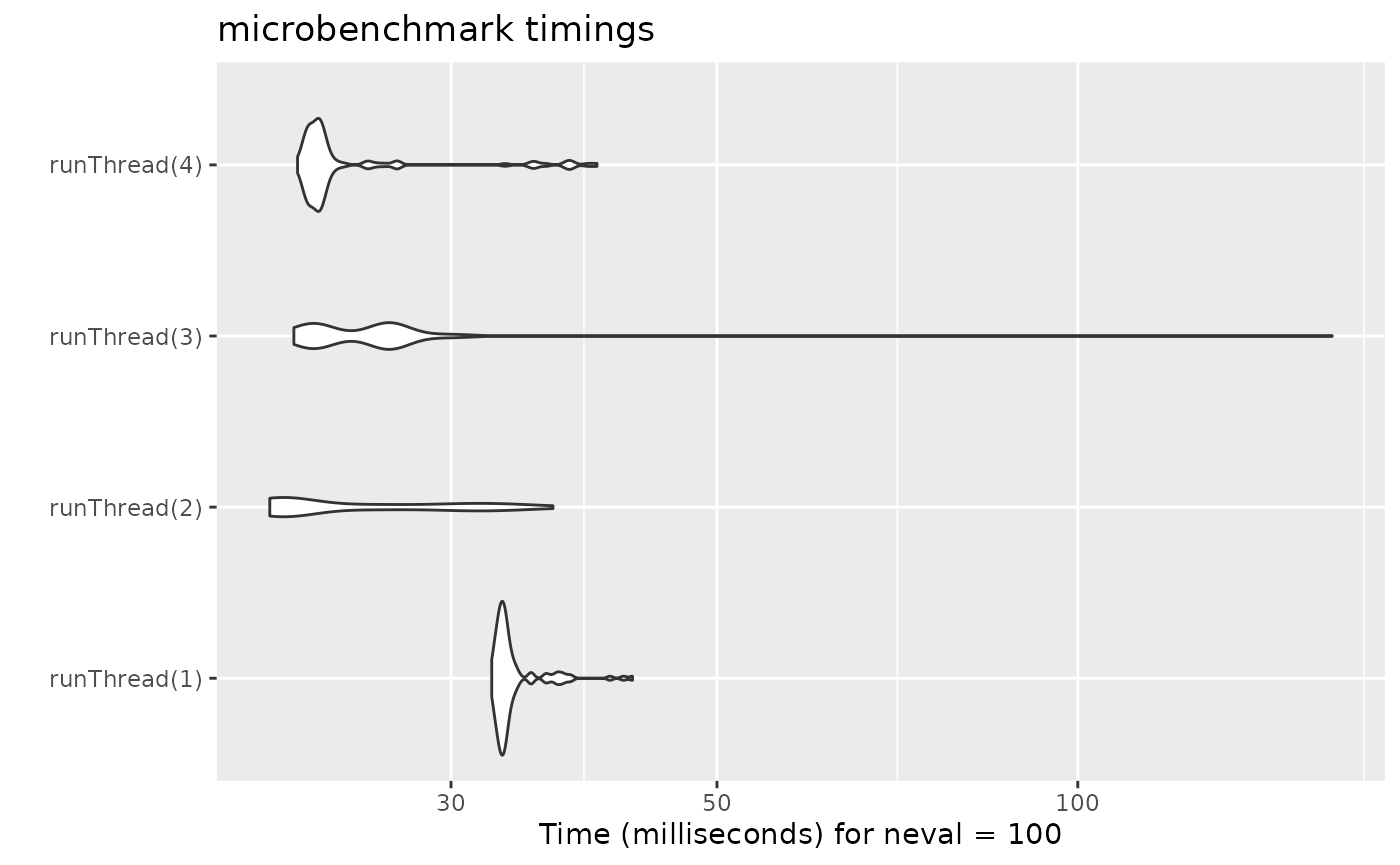 microbenchmark timings
runThread(4)
runThread(3)
runThread(2)
runThread(1)
30 50 100
Time (milliseconds) for neval = 100